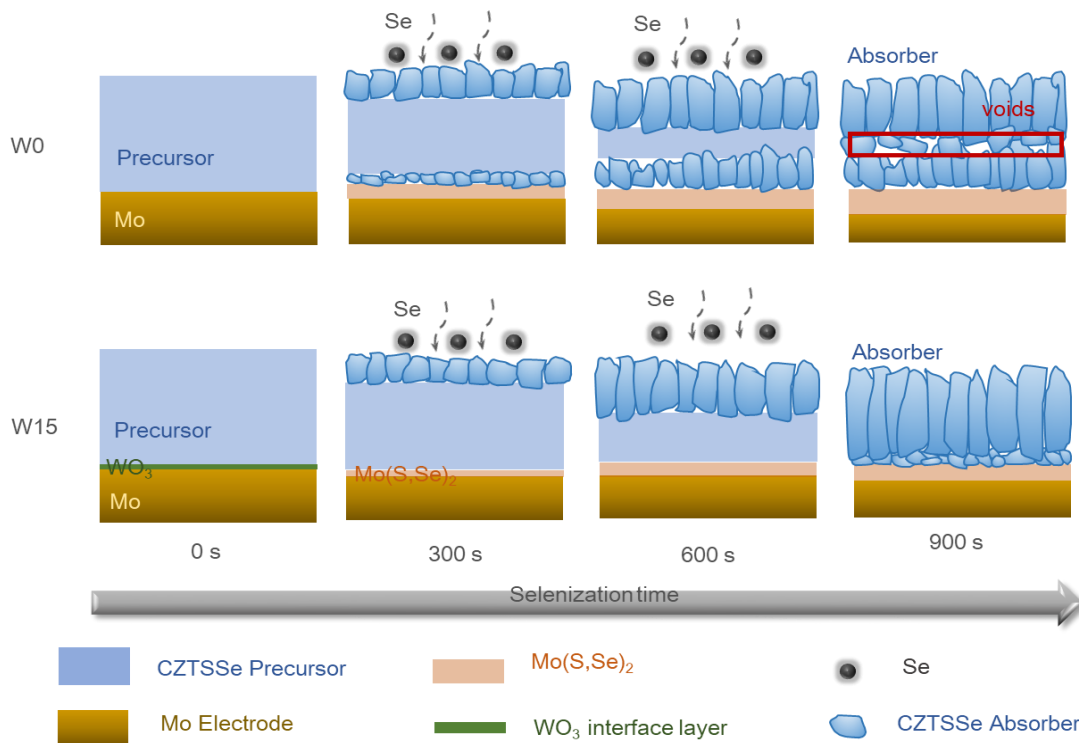 Se
Se
Absorber
voids
W0
Precursor
Mo
Se
Se
Absorber
W15
Precursor
WO₃
Mo(S,Se)₂
Mo
0 s
300 s
600 s
900 s
Selenization time
CZTSSe Precursor
Mo(S,Se)₂
Se
Mo Electrode
WO₃ interface layer
CZTSSe Absorber